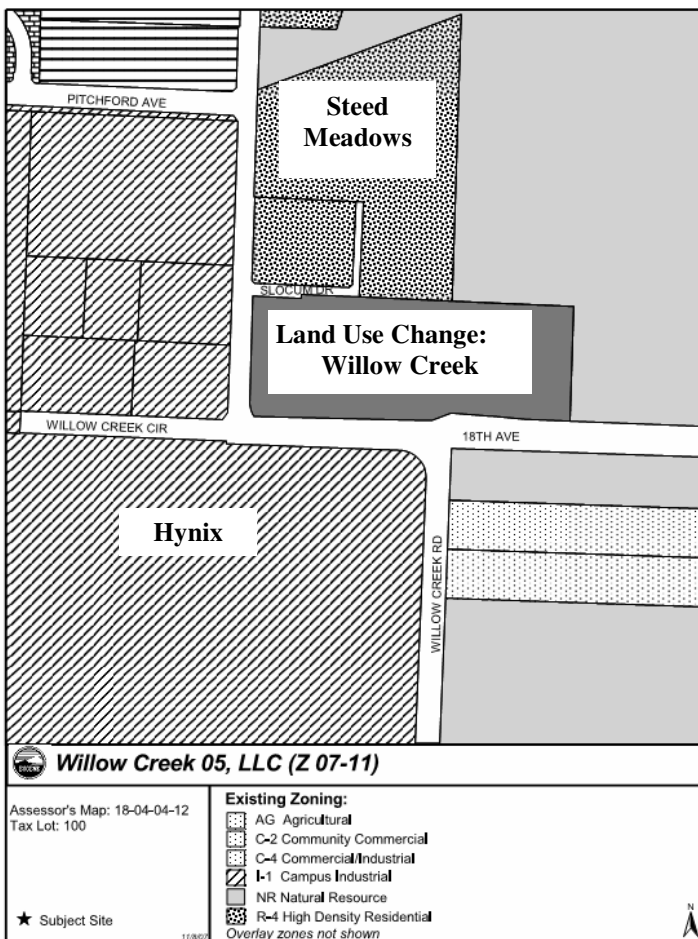 PITCHFORD AVE
Steed
Meadows
SLOCUM DR
Land Use Change:
Willow Creek
WILLOW CREEK CIR
18TH AVE
Hynix
WILLOW CREEK RD
Willow Creek 05, LLC (Z 07-11)
Assessor's Map: 18-04-04-12
Tax Lot: 100
Subject Site
Existing Zoning:
AG Agricultural
C-2 Community Commercial
C-4 Commercial/Industrial
I-1 Campus Industrial
NR Natural Resource
R-4 High Density Residential
Overlay zones not shown
N